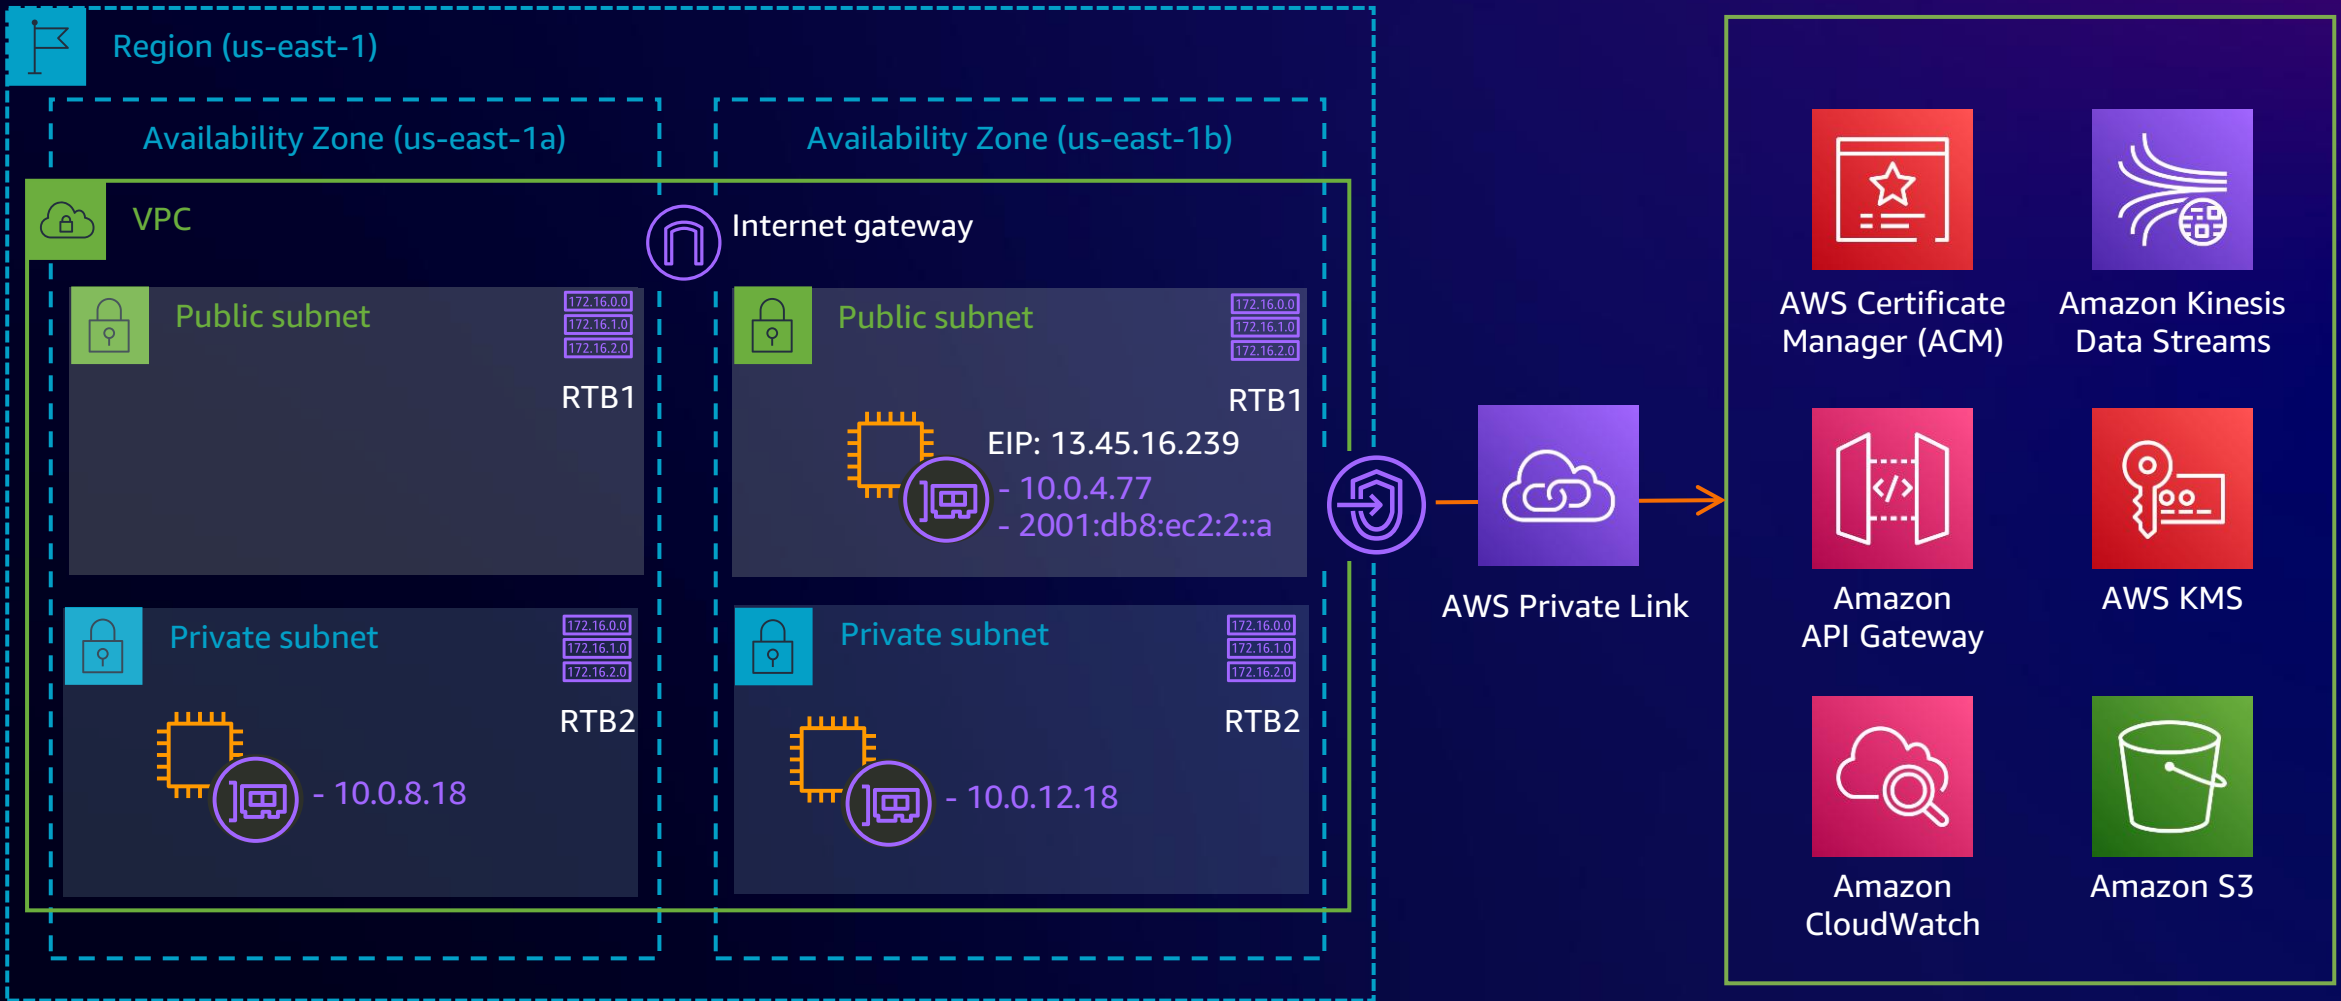 Region (us-east-1)
Availability Zone (us-east-1a)
Availability Zone (us-east-1b)
VPC
Internet gateway
Public subnet
172.16.0.0
172.16.1.0
172.16.2.0
RTB1
Public subnet
172.16.0.0
172.16.1.0
172.16.2.0
RTB1
EIP: 13.45.16.239
- 10.0.4.77
- 2001:db8:ec2:2::a
Private subnet
172.16.0.0
172.16.1.0
172.16.2.0
RTB2
- 10.0.8.18
Private subnet
172.16.0.0
172.16.1.0
172.16.2.0
RTB2
- 10.0.12.18
AWS Private Link
AWS Certificate
Manager (ACM)
Amazon Kinesis
Data Streams
Amazon
API Gateway
AWS KMS
Amazon
CloudWatch
Amazon S3